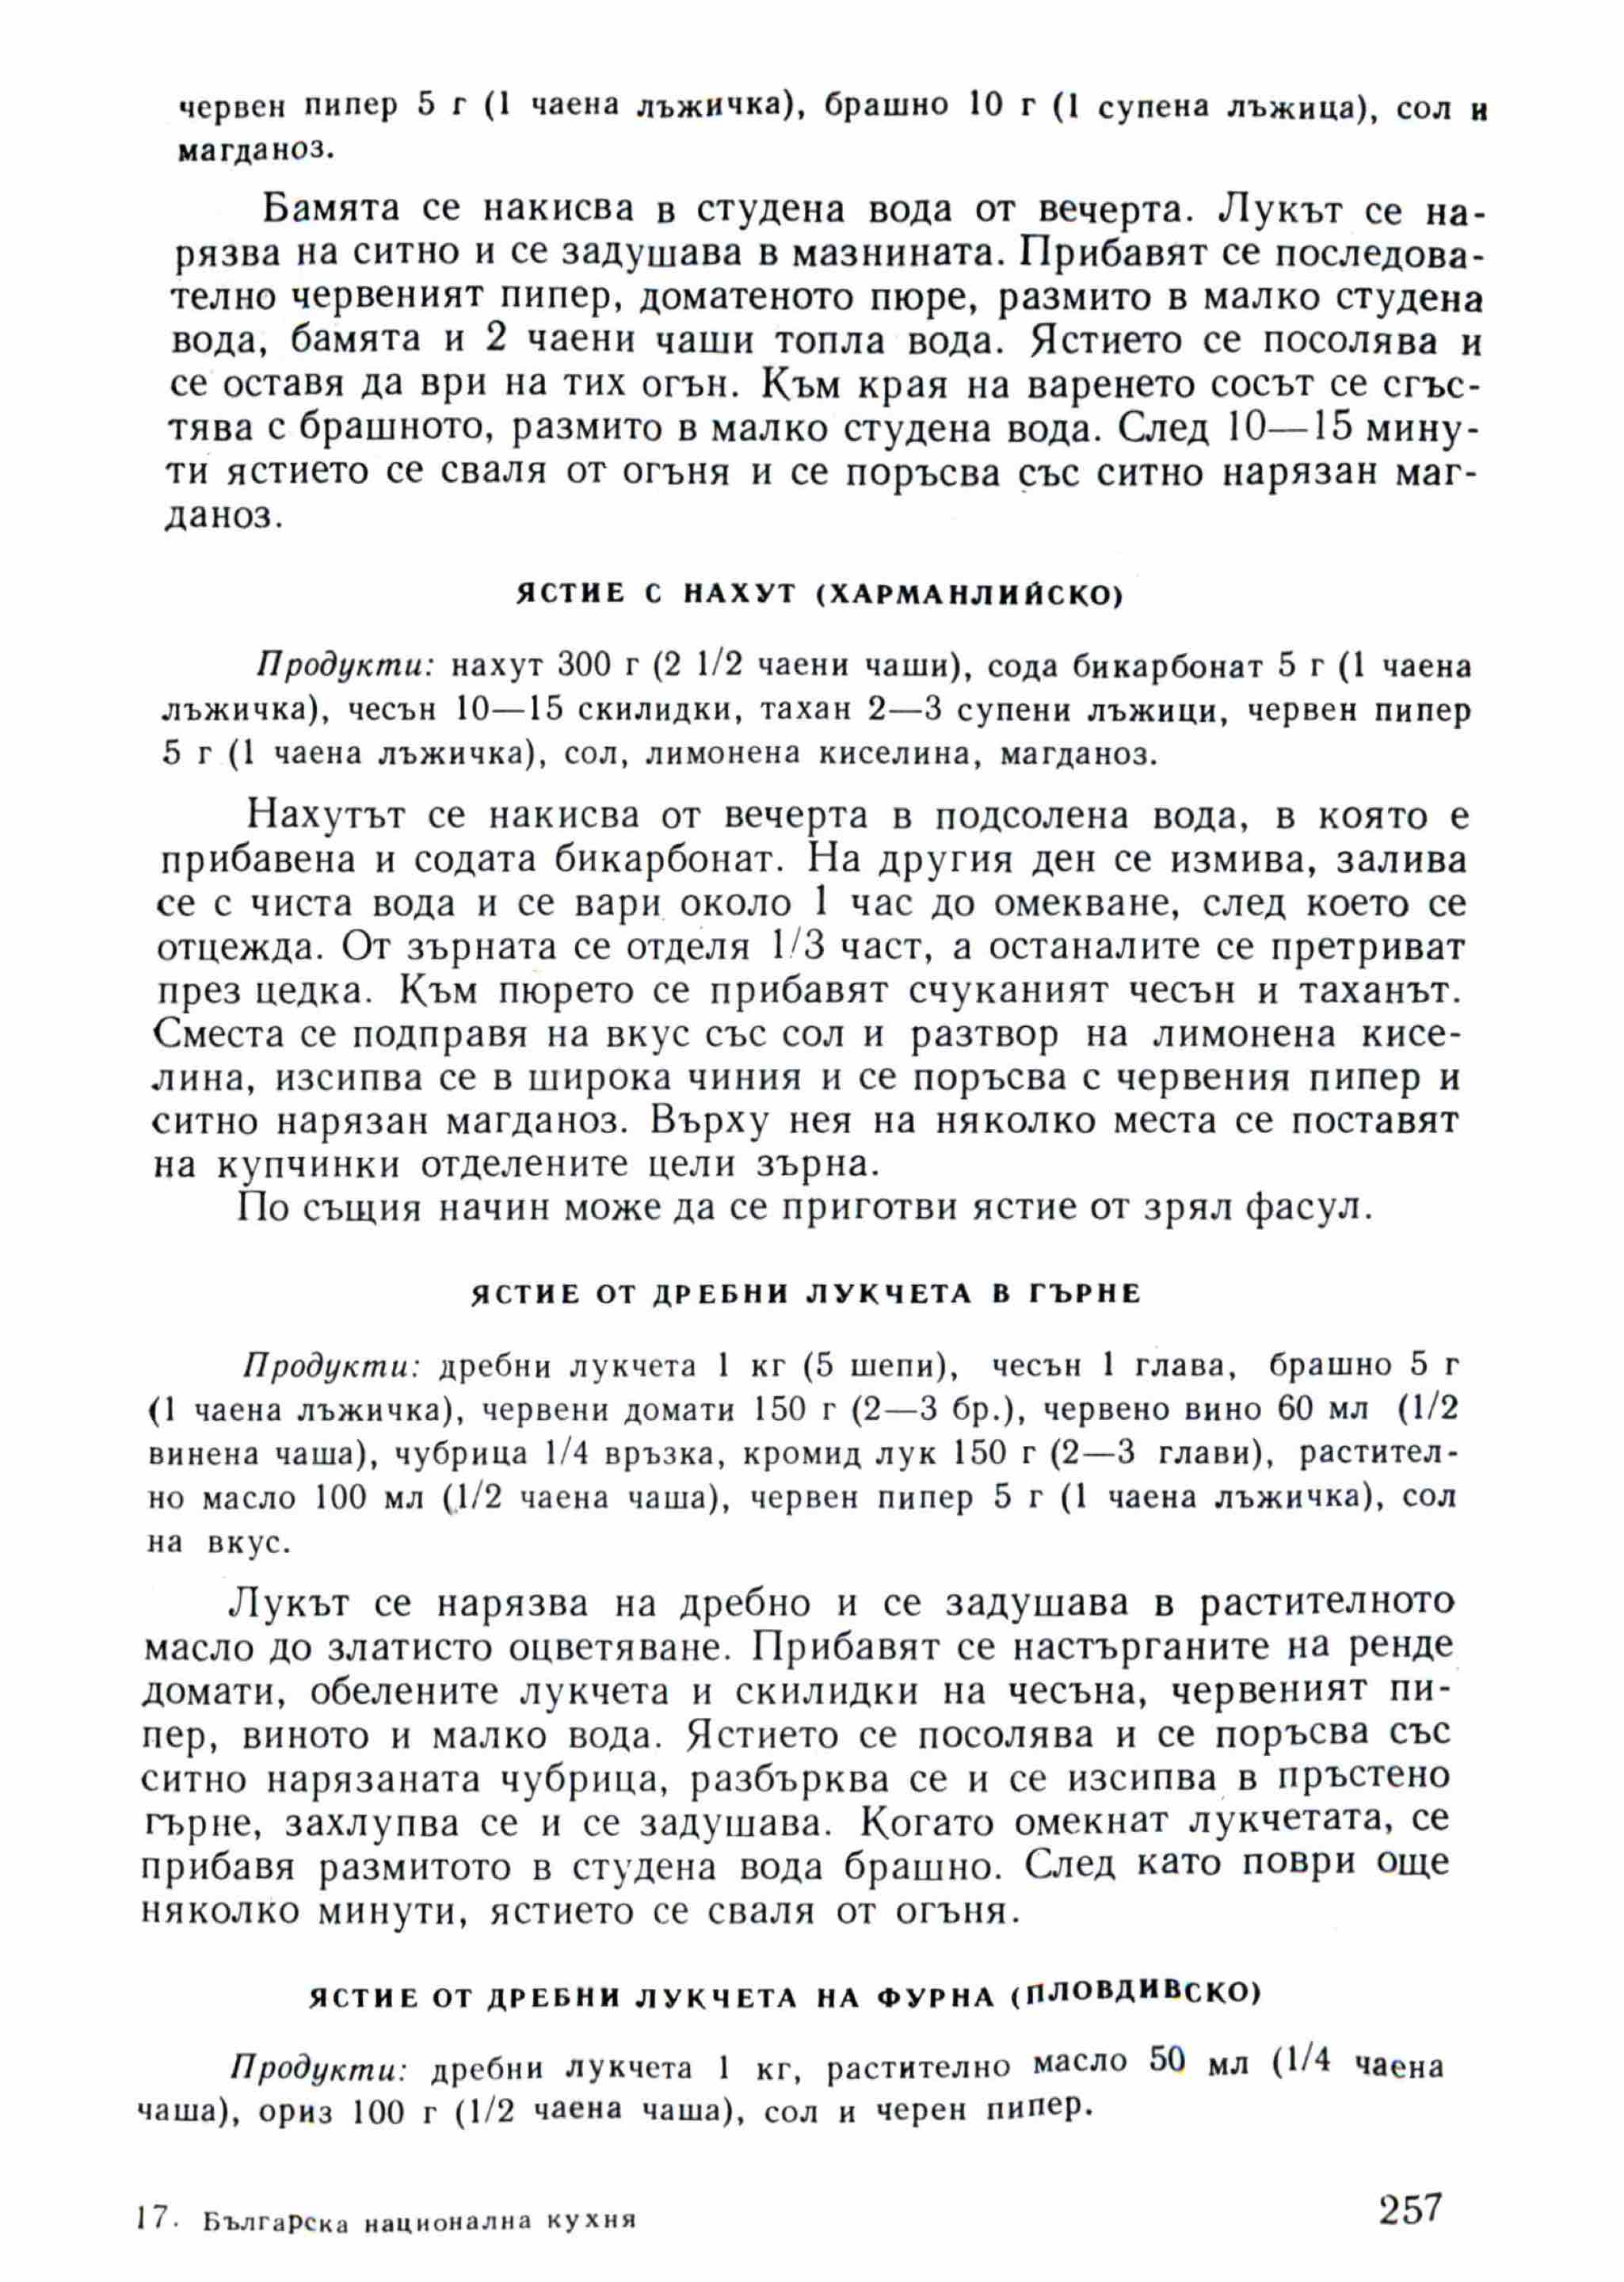 червен пипер 5 г (1 чаена лъжичка), брашно 10 г (1 супена лъжица), сол и
магданоз.
Бамята се накисва в студена вода от вечерта. Лукът се на-
рязва на ситно и се задушава в мазнината. Прибавят се последова-
телно червеният пипер, доматеното пюре, размито в малко студена
вода, бамята и 2 чаени чаши топла вода. Ястието се посолява и
се оставя да ври на тих огън. Към края на варенето сосът се сгъс-
тява с брашното, размито в малко студена вода. След 10—15 мину-
ти ястието се сваля от огъня и се поръсва със ситно нарязан маг-
даноз.
ЯСТИЕ С НАХУТ (ХАРМАНЛИЙСКО)
Продукти: нахут 300 г (2 1/2 чаени чаши), сода бикарбонат 5 г (1 чаена
лъжичка), чесън 10—15 скилидки, тахан 2—3 супени лъжици, червен пипер
5 г (1 чаена лъжичка), сол, лимонена киселина, магданоз.
Нахутът се накисва от вечерта в подсолена вода, в която е
прибавена и содата бикарбонат. На другия ден се измива, залива
се с чиста вода и се вари около 1 час до омекване, след което се
отцежда. От зърната се отделя 1/3 част, а останалите се претриват
през цедка. Към пюрето се прибавят счуканият чесън и таханът.
Сместа се подправя на вкус със сол и разтвор на лимонена кисе-
лина, изсипва се в широка чиния и се поръсва с червения пипер и
ситно нарязан магданоз. Върху нея на няколко места се поставят
на купчинки отделените цели зърна.
По същия начин може да се приготви ястие от зрял фасул.
ЯСТИЕ ОТ ДРЕБНИ ЛУКЧЕТА В ГЪРНЕ
Продукти: дребни лукчета 1 кг (5 шепи), чесън 1 глава, брашно 5 г
(1 чаена лъжичка), червени домати 150 г (2—3 бр.), червено вино 60 мл (1/2
винена чаша), чубрица 1/4 връзка, кромид лук 150 г (2—3 глави), растител-
но масло 100 мл (1/2 чаена чаша), червен пипер 5 г (1 чаена лъжичка), сол
на вкус.
Лукът се нарязва на дребно и се задушава в растителното
масло до златисто оцветяване. Прибавят се настърганите на ренде
домати, обелените лукчета и скилидки на чесъна, червеният пи-
пер, виното и малко вода. Ястието се посолява и се поръсва със
ситно нарязаната чубрица, разбърква се и се изсипва в пръстено
гърне, захлупва се и се задушава. Когато омекнат лукчетата, се
прибавя размитото в студена вода брашно. След като поври още
няколко минути, ястието се сваля от огъня.
ЯСТИЕ ОТ ДРЕБНИ ЛУКЧЕТА НА ФУРНА (ПЛОВДИВСКО)
Продукти: дребни лукчета 1 кг, растително масло 50 мл (1/4 чаена
чаша), ориз 100 г (1/2 чаена чаша), сол и черен пипер.
17. Българска национална кухня
257